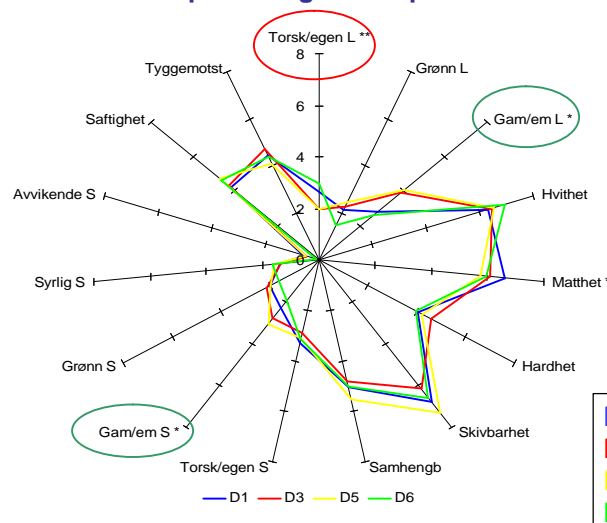 Torsk/egen L **
Grønn L
Gam/em L *
Hvithet
Matthet *
Hardhet
Skivbarhet
Samhengb
Torsk/egen S
Gam/em S *
Grønn S
Syrlig S
Avvikende S
Saftighet
Tyggemotst
8
6
4
2
0
D1 D3 D5 D6